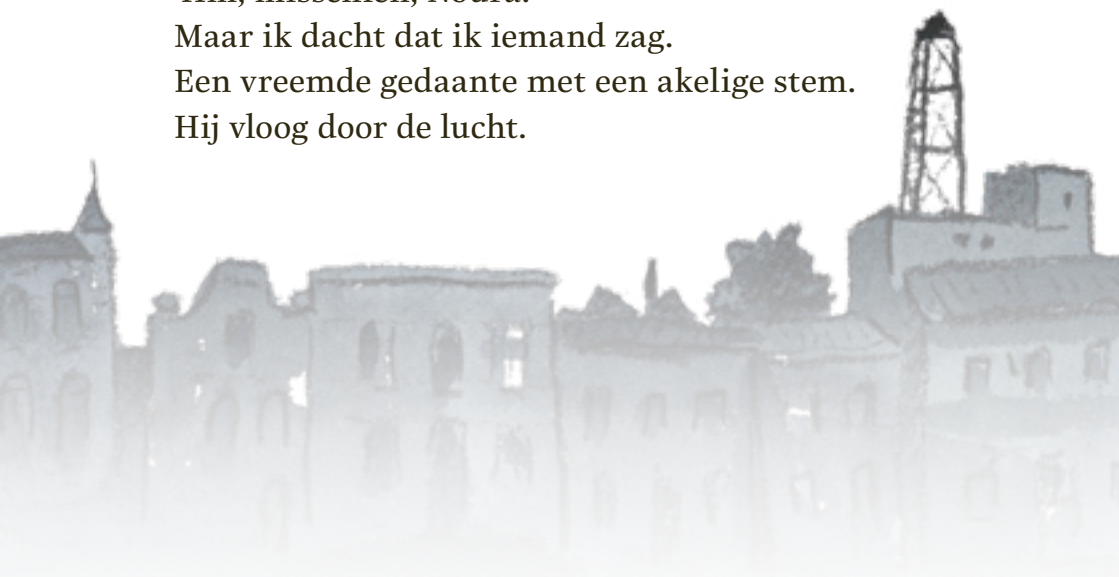 Maar ik dacht dat ik iemand zag.
Een vreemde gedaante met een akelige stem.
Hij vloog door de lucht.